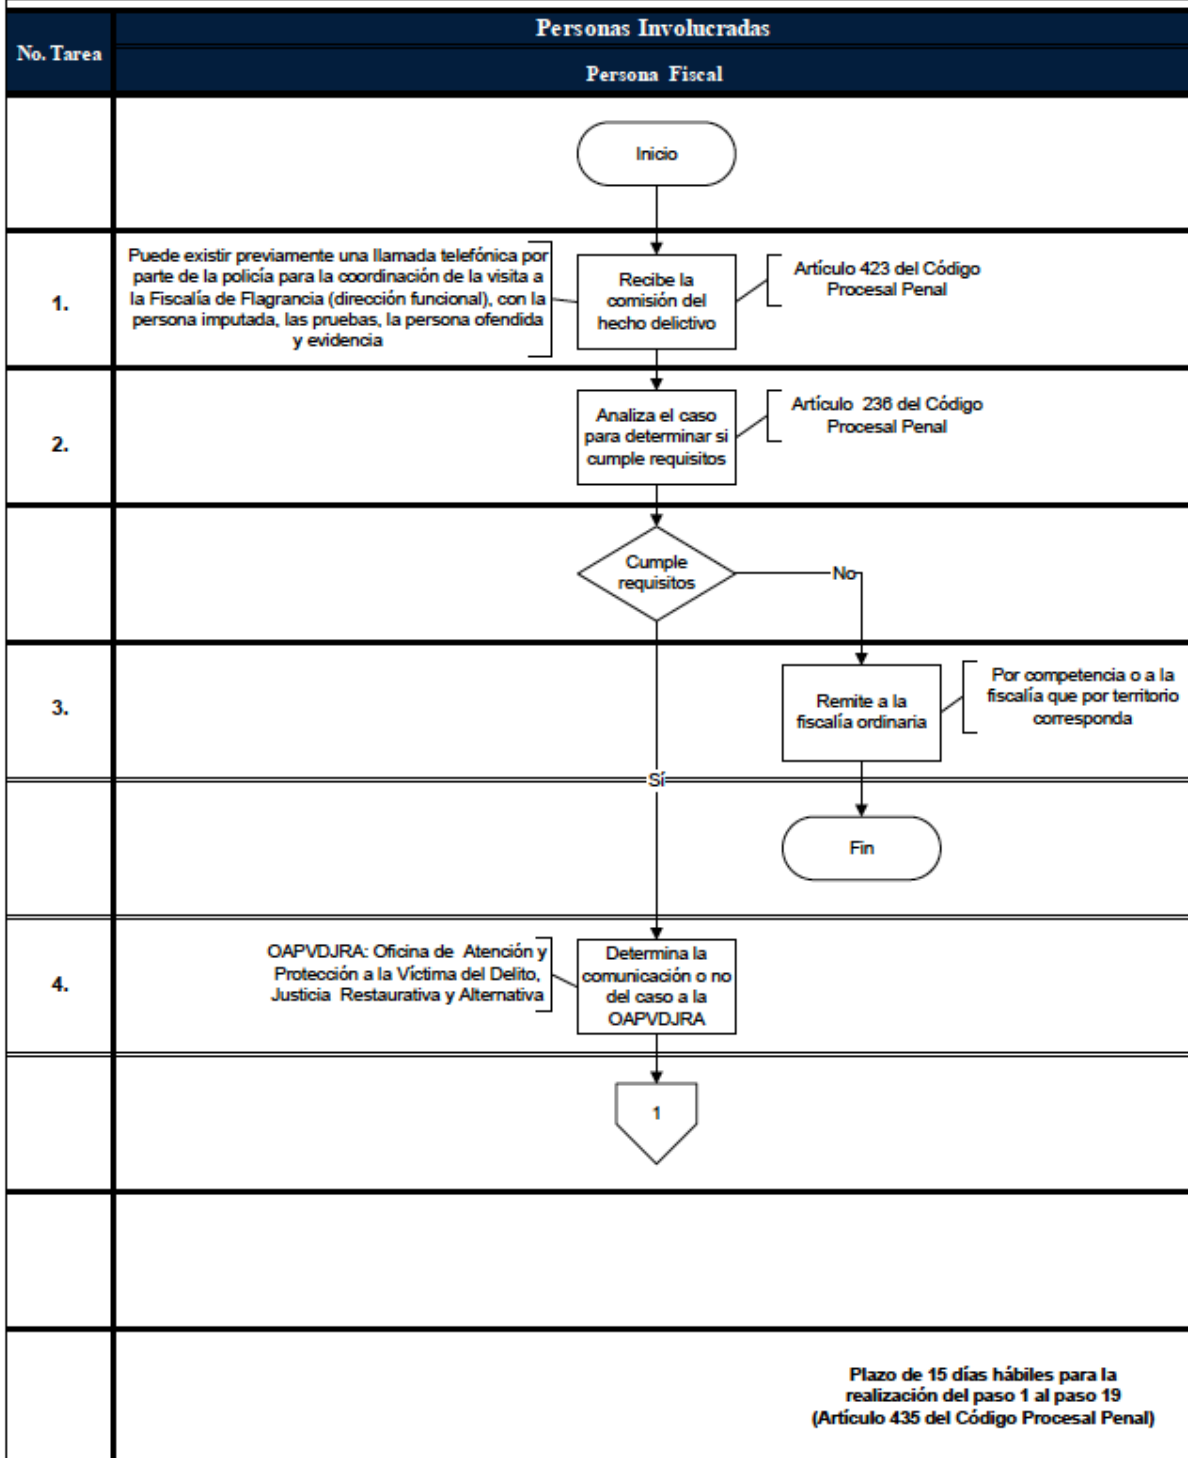 Personas Involucradas
No. Tarea
Persona Fiscal
Inicio
1.
Puede existir previamente una llamada telefónica por
parte de la policía para la coordinación de la visita a
la Fiscalía de Flagrancia (dirección funcional), con la
persona imputada, las pruebas, la persona ofendida
y evidencia
Recibe la
comisión del
hecho delictivo
Artículo 423 del Código
Procesal Penal
2.
Analiza el caso
para determinar si
cumple requisitos
Artículo 236 del Código
Procesal Penal
Cumple
requisitos
No
3.
Remite a la
fiscalía ordinaria
Por competencia o a la
fiscalía que por territorio
corresponda
Sí
Fin
4.
OAPVDJRA: Oficina de Atención y
Protección a la Víctima del Delito,
Justicia Restaurativa y Alternativa
Determina la
comunicación o no
del caso a la
OAPVDJRA
1
Plazo de 15 días hábiles para la
realización del paso 1 al paso 19
(Artículo 435 del Código Procesal Penal)